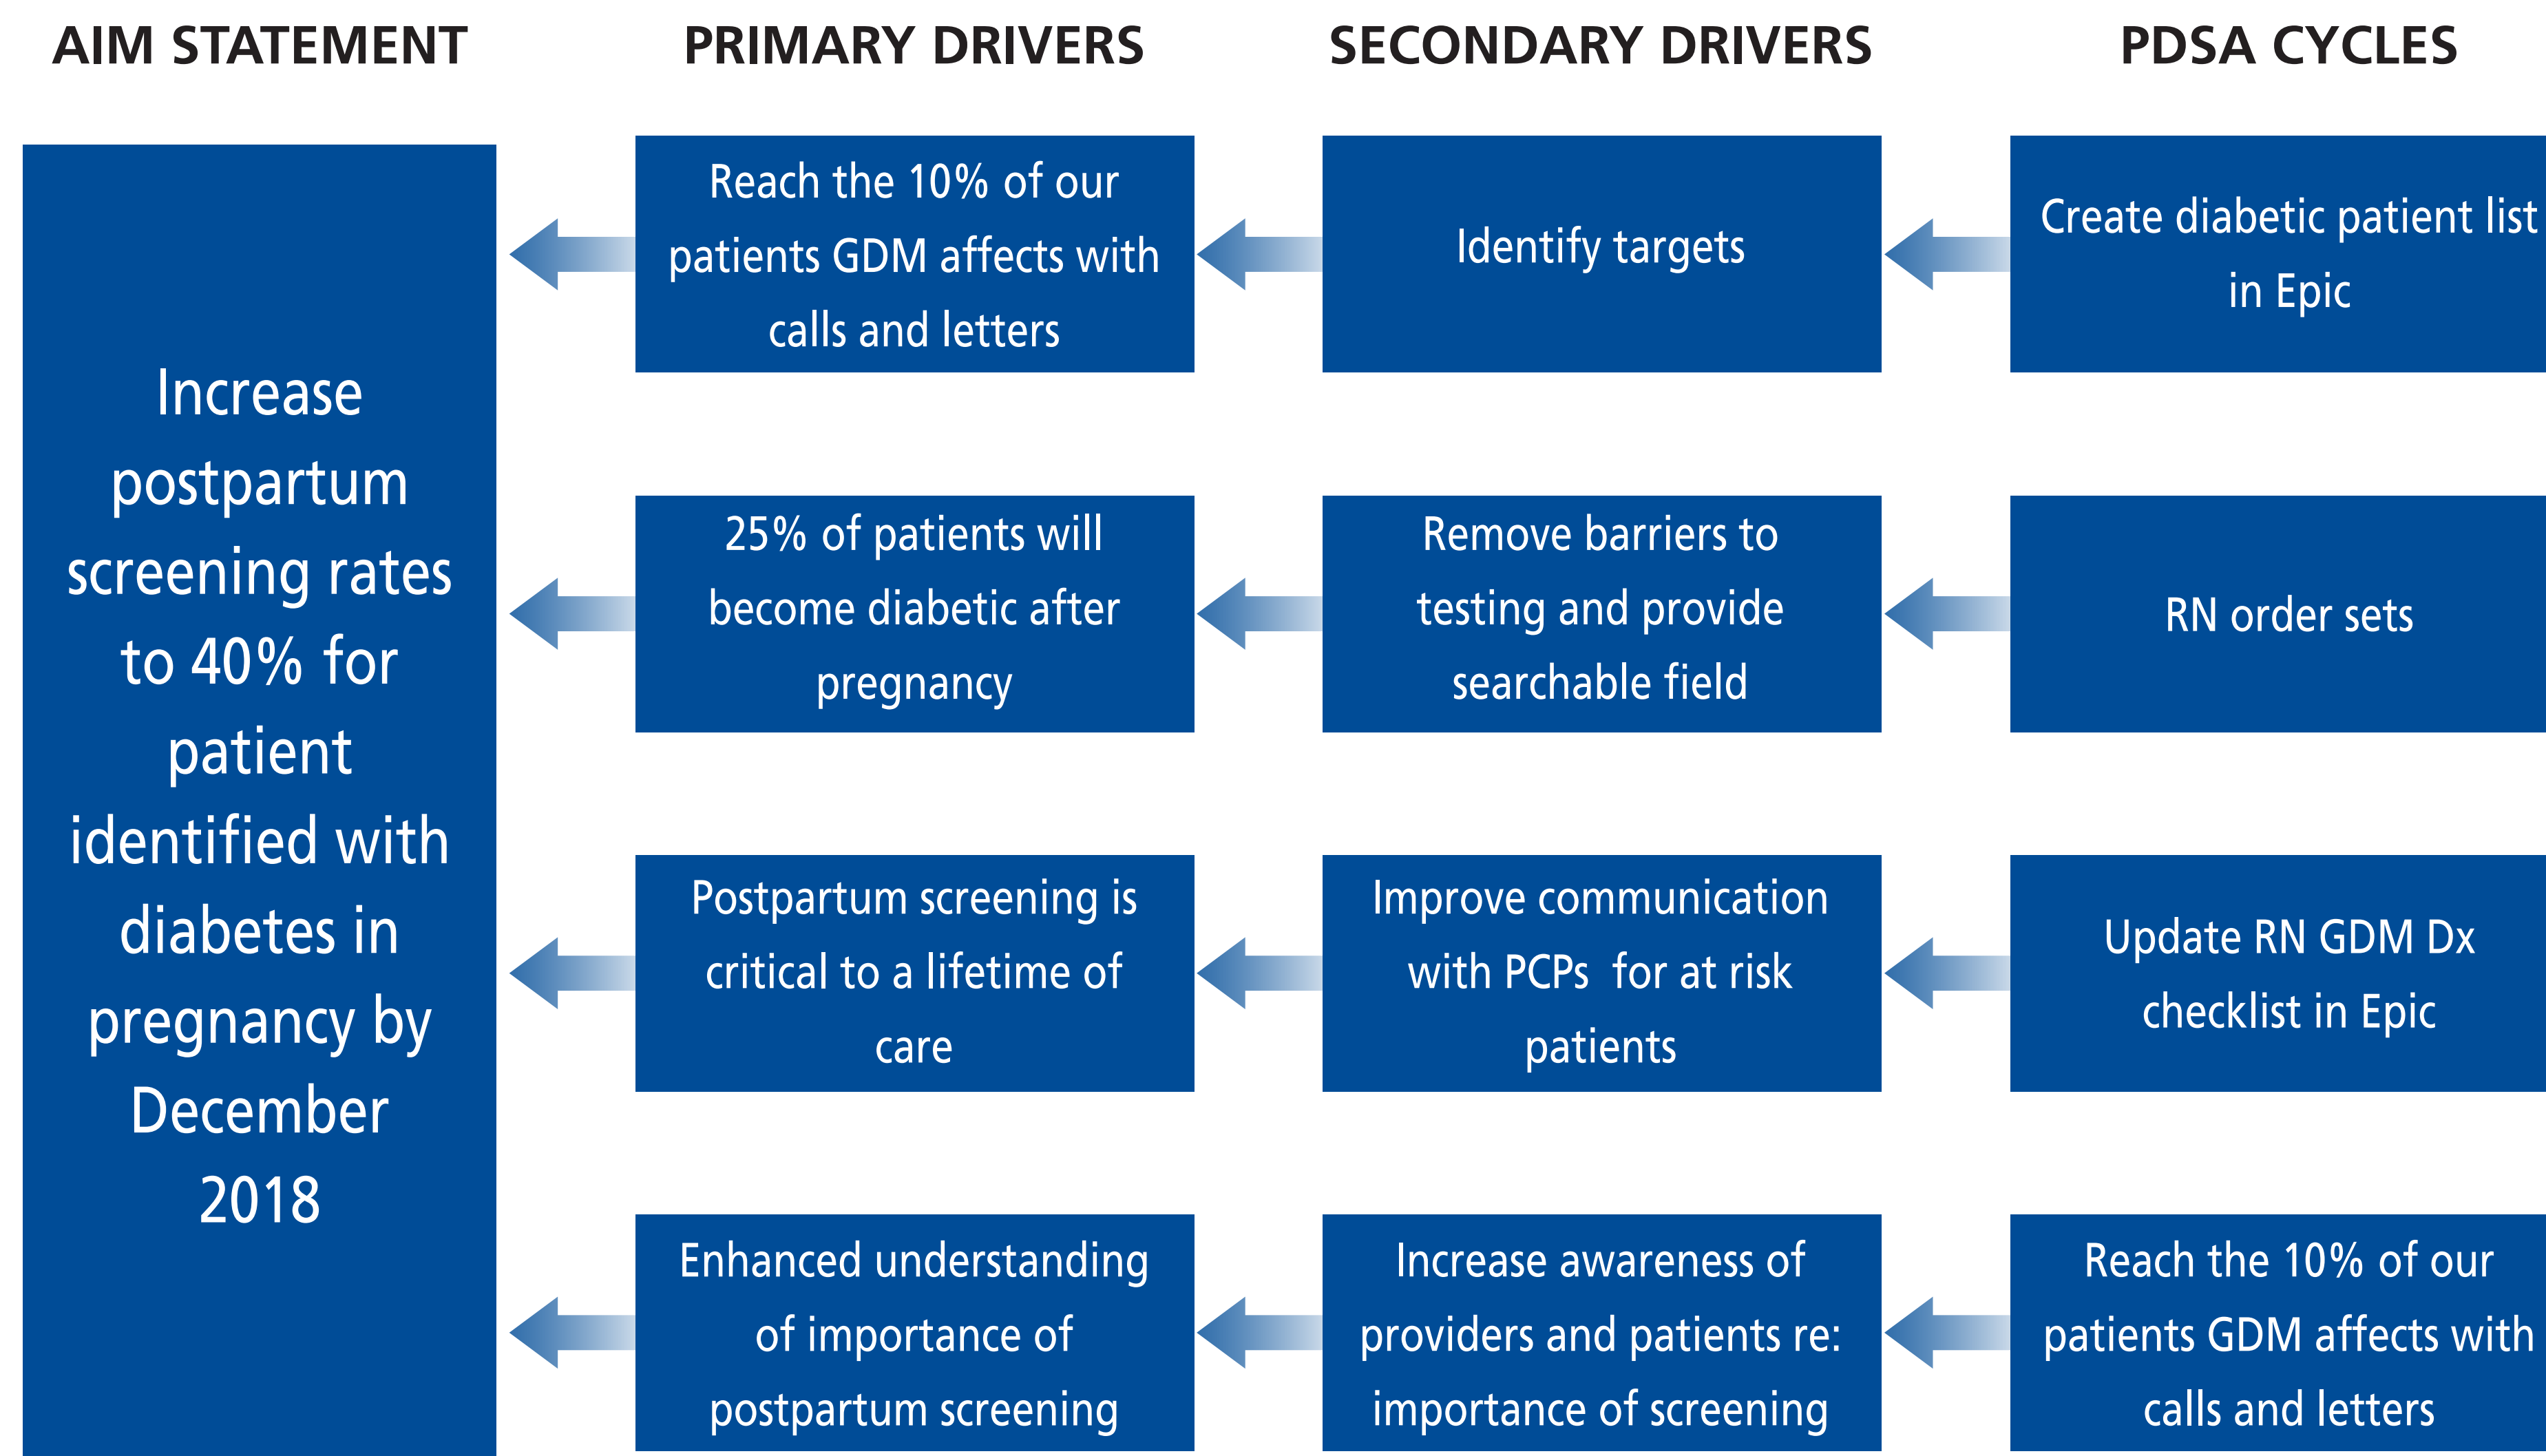 AIM STATEMENT
PRIMARY DRIVERS
SECONDARY DRIVERS
PDSA CYCLES
Increase
postpartum
screening rates
to 40% for
patient
identified with
diabetes in
pregnancy by
December
2018
Reach the 10% of our
patients GDM affects with
calls and letters
Identify targets
Create diabetic patient list
in Epic
25% of patients will
become diabetic after
pregnancy
Remove barriers to
testing and provide
searchable field
RN order sets
Postpartum screening is
critical to a lifetime of
care
Improve communication
with PCPs  for at risk
patients
Update RN GDM Dx
checklist in Epic
Enhanced understanding
of importance of
postpartum screening
Increase awareness of
providers and patients re:
importance of screening
Reach the 10% of our
patients GDM affects with
calls and letters